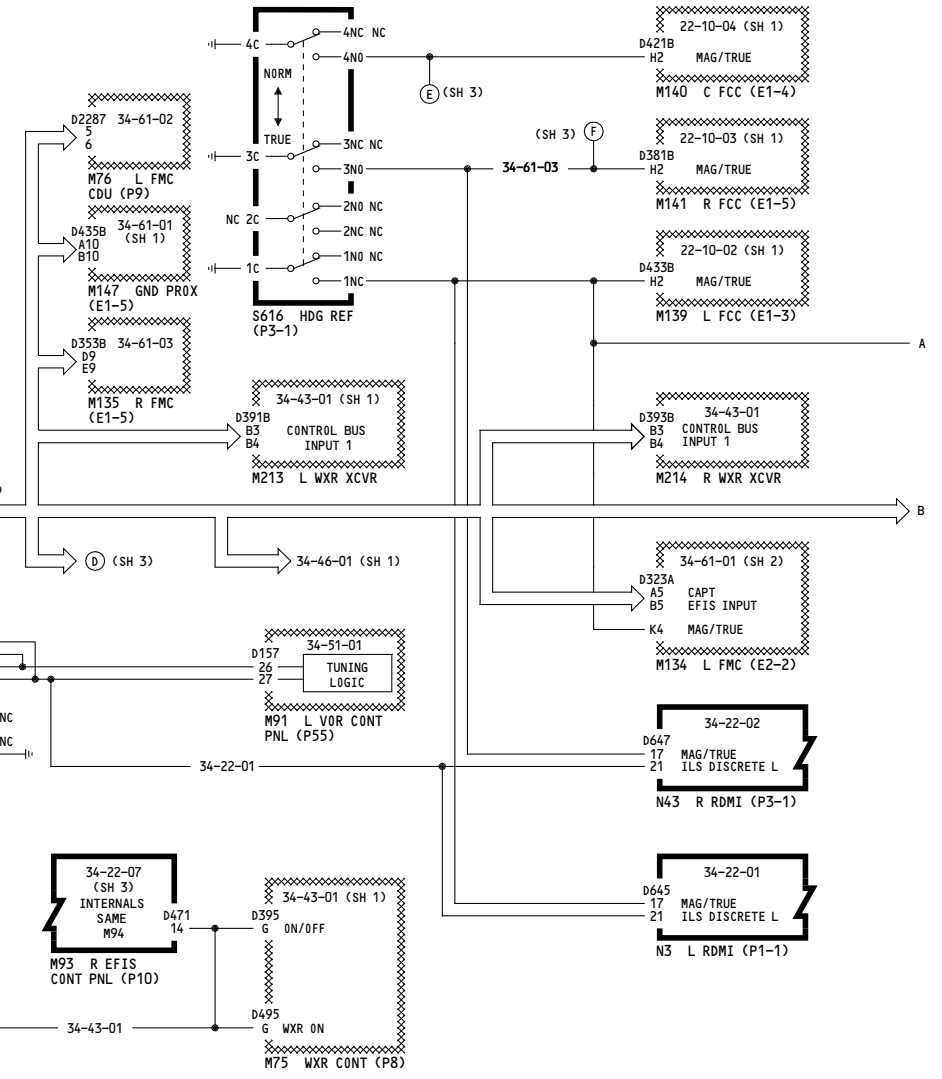 4C
4NC NC
4NO
NORM
TRUE
3C
3NC NC
3NO
NC 2C
2NO NC
2NC NC
1C
1NO NC
1NC
S616 HDG REF
(P3-1)
E (SH 3)
(SH 3) F
34-61-03
22-10-04 (SH 1)
D421B
H2 MAG/TRUE
M140 C FCC (E1-4)
22-10-03 (SH 1)
D381B
H2 MAG/TRUE
M141 R FCC (E1-5)
22-10-02 (SH 1)
D433B
H2 MAG/TRUE
M139 L FCC (E1-3)
A
D2287 34-61-02
5
6
M76 L FMC
CDU (P9)
D435B 34-61-01
(SH 1)
A10
B10
M147 GND PROX
(E1-5)
D353B 34-61-03
D9
E9
M135 R FMC
(E1-5)
34-43-01 (SH 1)
D391B
B3 CONTROL BUS
B4 INPUT 1
M213 L WXR XCVR
34-43-01
D393B
B3 CONTROL BUS
B4 INPUT 1
M214 R WXR XCVR
B
D (SH 3)
34-46-01 (SH 1)
34-61-01 (SH 2)
D323A
A5 CAPT
B5 EFIS INPUT
K4 MAG/TRUE
M134 L FMC (E2-2)
34-51-01
D157
26 TUNING
27 LOGIC
M91 L VOR CONT
PNL (P55)
NC
NC
34-22-01
34-22-02
D647
17 MAG/TRUE
21 ILS DISCRETE L
N43 R RDMI (P3-1)
34-22-01
D645
17 MAG/TRUE
21 ILS DISCRETE L
N3 L RDMI (P1-1)
34-22-07
(SH 3)
INTERNALS
SAME
M94
D471
14
M93 R EFIS
CONT PNL (P10)
34-43-01 (SH 1)
D395
G ON/OFF
D495
G WXR ON
M75 WXR CONT (P8)
34-43-01